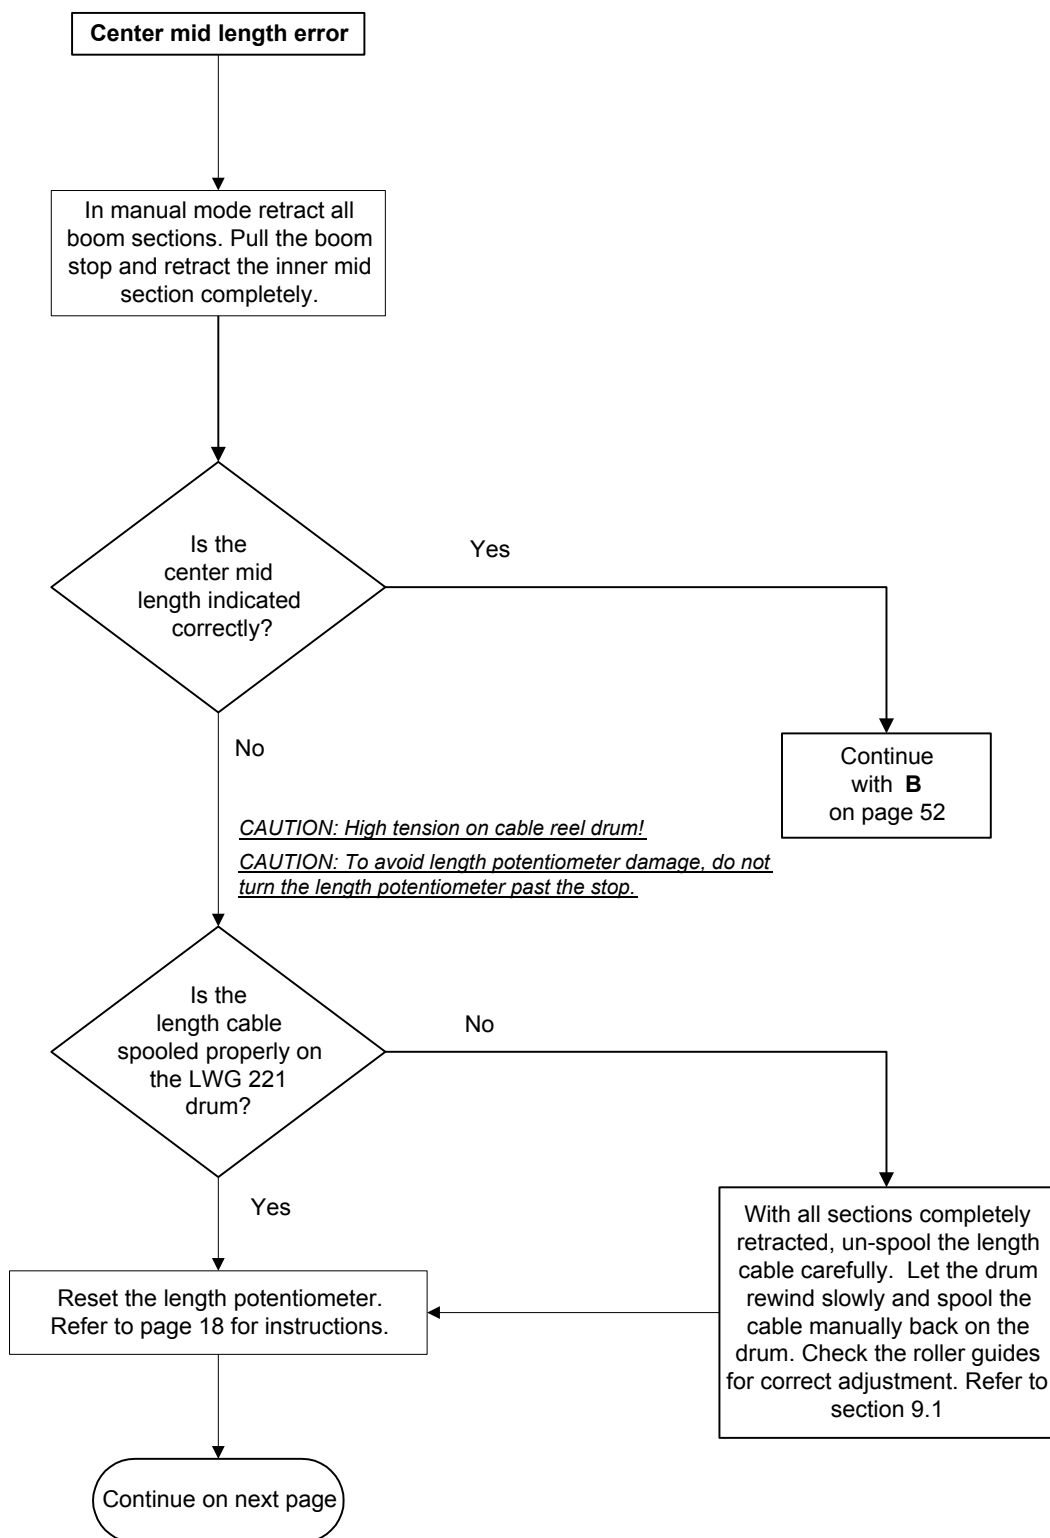 Center mid length error
In manual mode retract all
boom sections. Pull the boom
stop and retract the inner mid
section completely.
Is the
center mid
length indicated
correctly?
Yes
No
Continue
with B
on page 52
CAUTION: High tension on cable reel drum!
CAUTION: To avoid length potentiometer damage, do not
turn the length potentiometer past the stop.
Is the
length cable
spooled properly on
the LWG 221
drum?
No
Yes
With all sections completely
retracted, un-spool the length
cable carefully. Let the drum
rewind slowly and spool the
cable manually back on the
drum. Check the roller guides
for correct adjustment. Refer to
section 9.1
Reset the length potentiometer.
Refer to page 18 for instructions.
Continue on next page